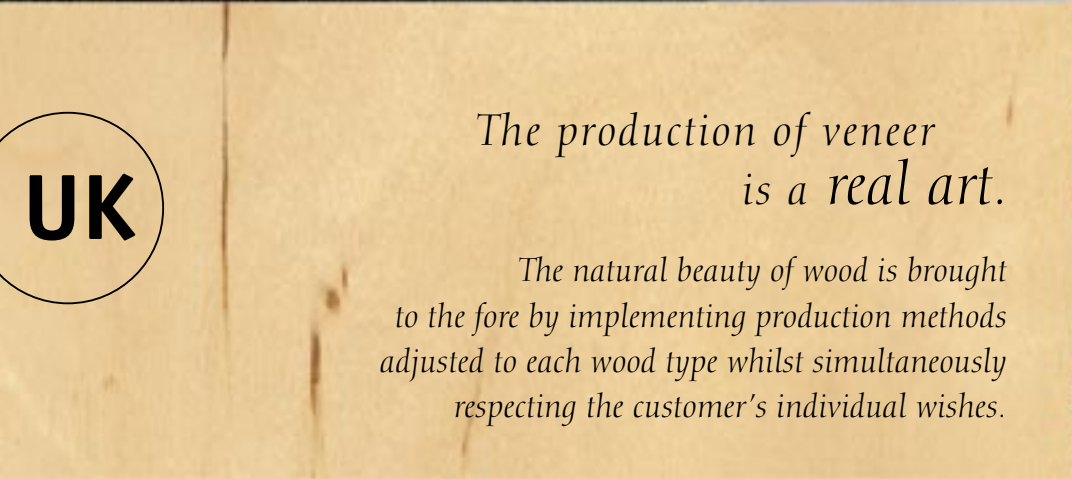 UK
The production of veneer
is a real art.
The natural beauty of wood is brought
to the fore by implementing production methods
adjusted to each wood type whilst simultaneously
respecting the customer’s individual wishes.